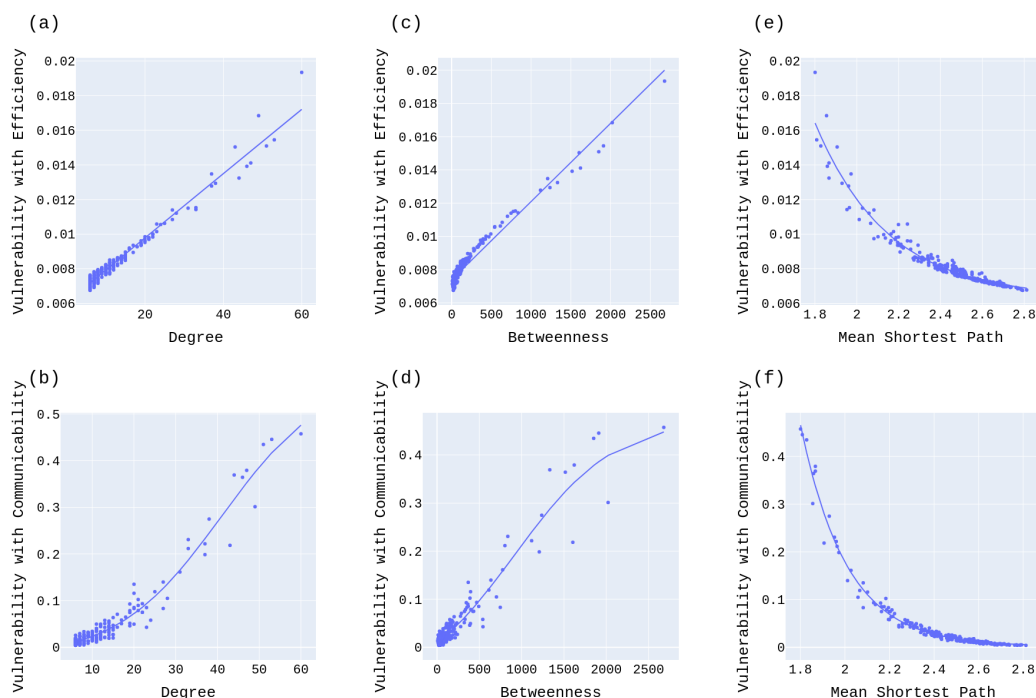 (a)
Vulnerability with Efficiency
0.02
0.018
0.016
0.014
0.012
0.01
0.008
0.006
20 40 60
Degree
(c)
Vulnerability with Efficiency
0.02
0.018
0.016
0.014
0.012
0.01
0.008
0.006
0 500 1000 1500 2000 2500
Betweenness
(e)
Vulnerability with Efficiency
0.02
0.018
0.016
0.014
0.012
0.01
0.008
0.006
1.8 2 2.2 2.4 2.6 2.8
Mean Shortest Path
(b)
Vulnerability with Communicability
0.5
0.4
0.3
0.2
0.1
0
10 20 30 40 50 60
Degree
(d)
Vulnerability with Communicability
0.4
0.3
0.2
0.1
0
0 500 1000 1500 2000 2500
Betweenness
(f)
Vulnerability with Communicability
0.4
0.3
0.2
0.1
0
1.8 2 2.2 2.4 2.6 2.8
Mean Shortest Path